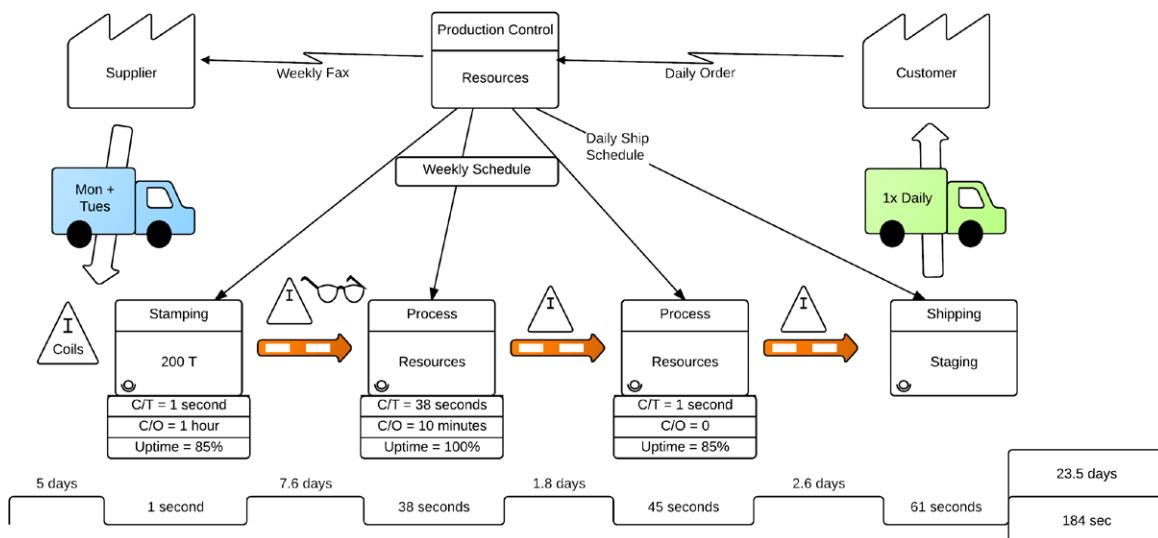 Production Control
Resources
Supplier
Weekly Fax
Daily Order
Customer
Mon +
Tues
Weekly Schedule
Daily Ship
Schedule
1x Daily
I
Coils
Stamping
200 T
C/T = 1 second
C/O = 1 hour
Uptime = 85%
I
Process
Resources
C/T = 38 seconds
C/O = 10 minutes
Uptime = 100%
I
Process
Resources
C/T = 1 second
C/O = 0
Uptime = 85%
I
Shipping
Staging
5 days
1 second
7.6 days
38 seconds
1.8 days
45 seconds
2.6 days
61 seconds
23.5 days
184 sec